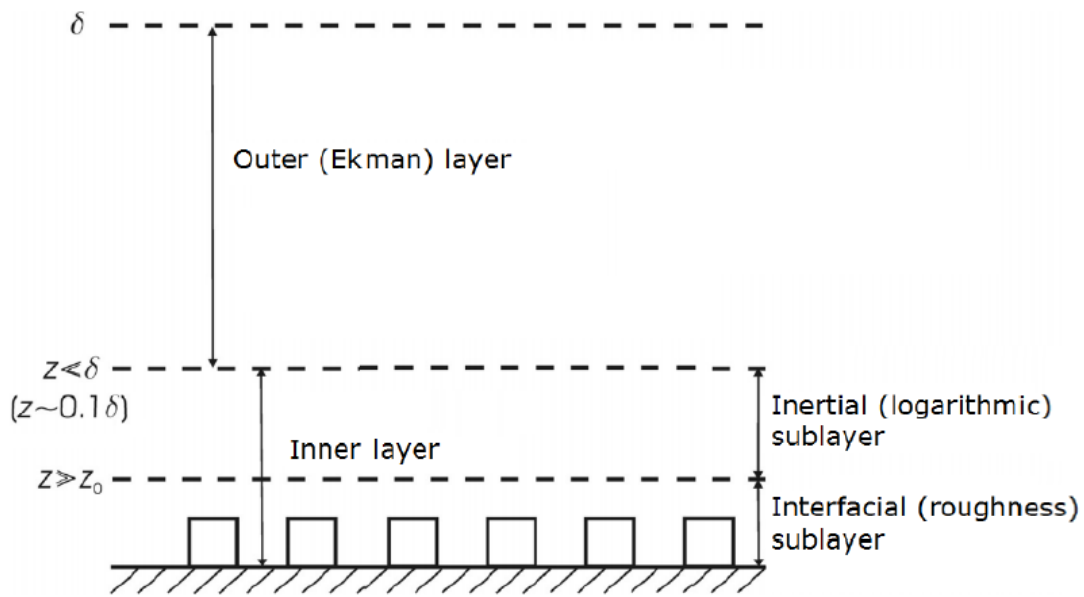 δ
Outer (Ekman) layer
z≪δ
(z~0.1δ)
Inertial (logarithmic)
sublayer
Inner layer
z≫z₀
Interfacial (roughness)
sublayer